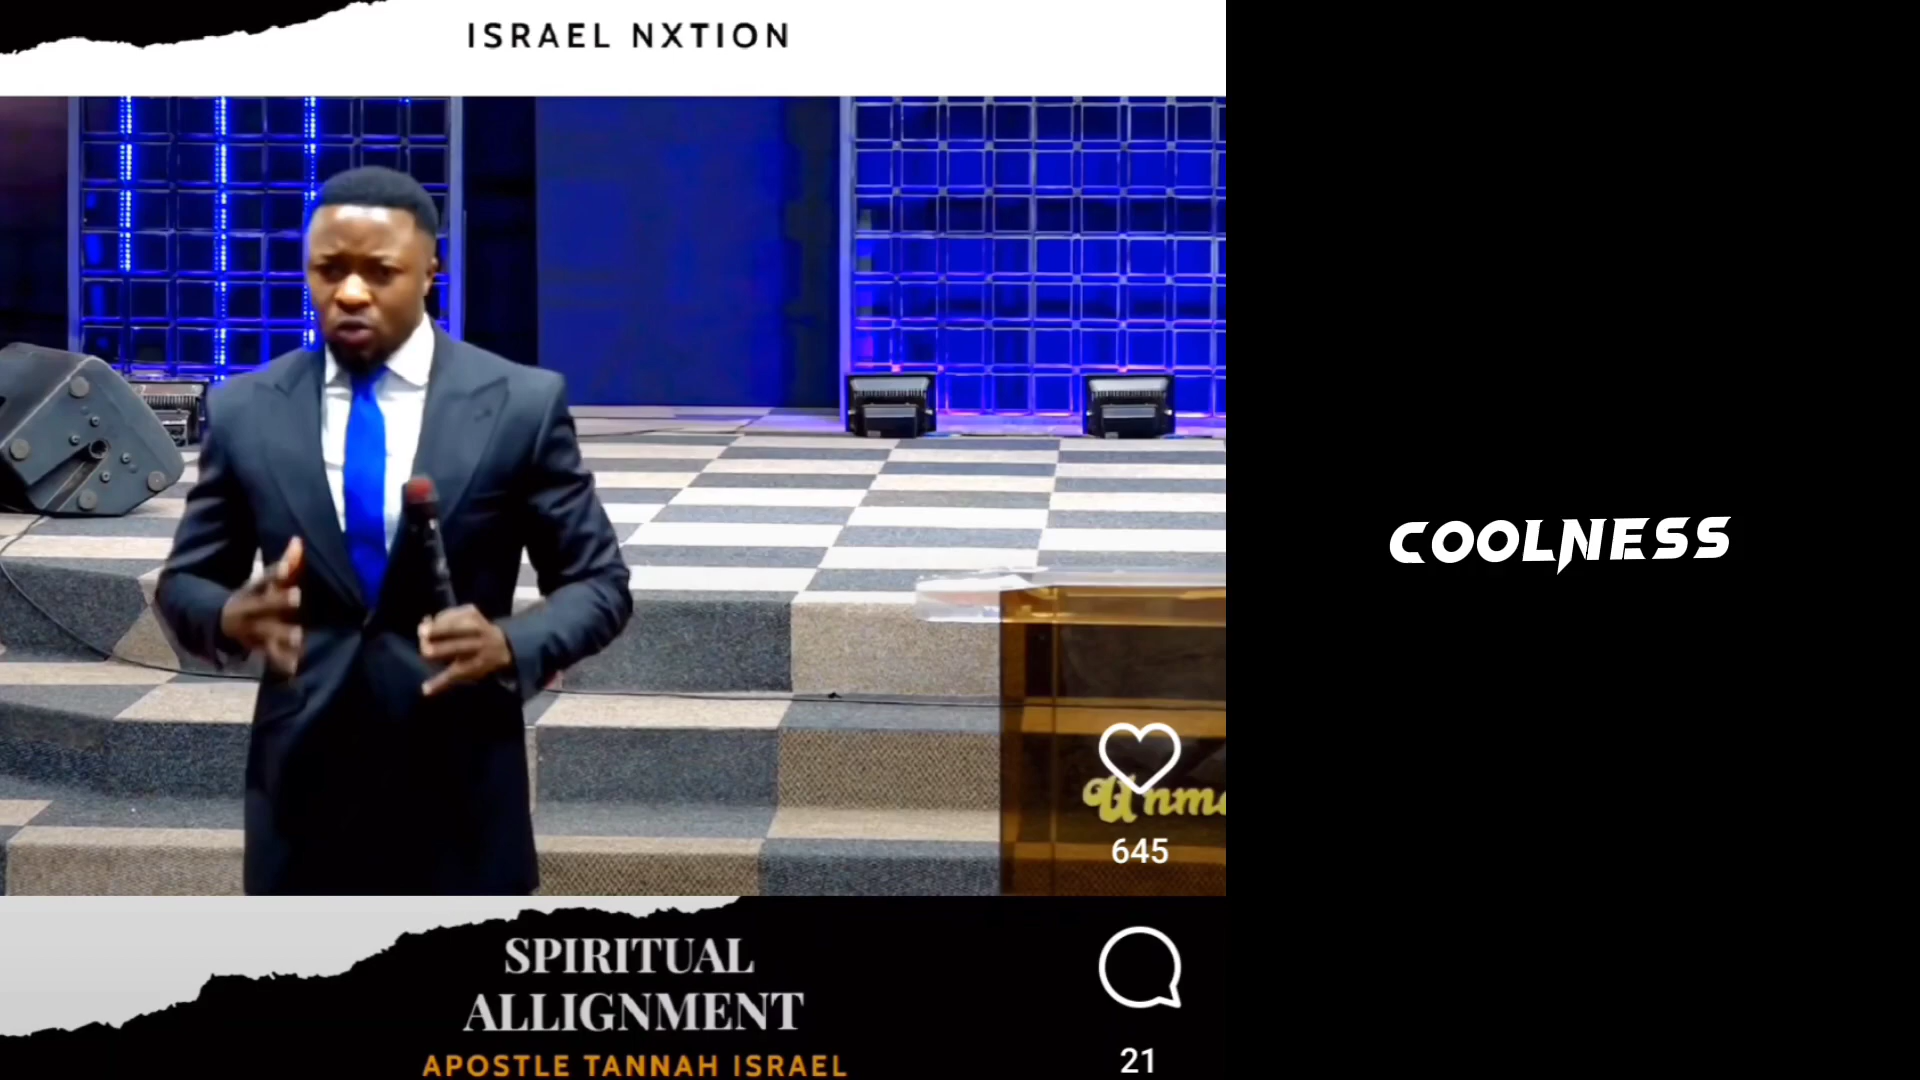 ISRAEL NXTION
645
SPIRITUAL
ALLIGNMENT
APOSTLE TANNAH ISRAEL
21
COOLNESS